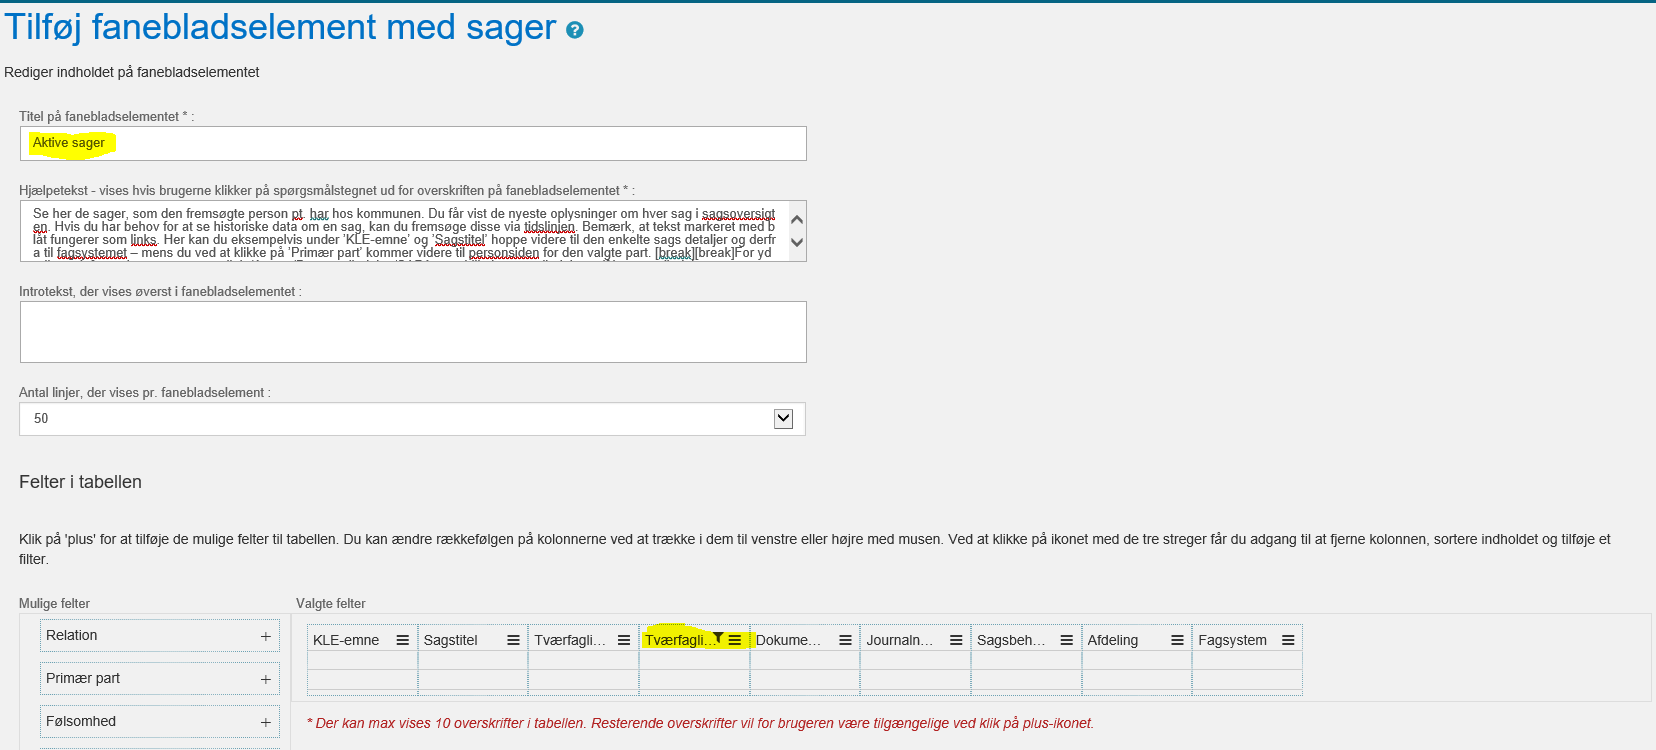 Tilføj fanebladselement med sager ?
Rediger indholdet på fanebladselementet
Titel på fanebladselementet * :
Aktive sager
Hjælpetekst - vises hvis brugerne klikker på spørgsmålstegnet ud for overskriften på fanebladselementet * :
Se her de sager, som den fremsøgte person pt. har hos kommunen. Du får vist de nyeste oplysninger om hver sag i sagsoversigt
en. Hvis du har behov for at se historiske data om en sag, kan du fremsøge disse via tidslinjen. Bemærk, at tekst markeret med b
låt fungerer som links. Her kan du eksempelvis under 'KLE-emne' og 'Sagstitel' hoppe videre til den enkelte sags detaljer og derfr
a til fagsystemet – mens du ved at klikke på 'Primær part' kommer videre til personsiden for den valgte part. [break][break]For yd
Introtekst, der vises øverst i fanebladselementet :
Antal linjer, der vises pr. fanebladselement :
50
Felter i tabellen
Klik på 'plus' for at tilføje de mulige felter til tabellen. Du kan ændre rækkefølgen på kolonnerne ved at trække i dem til venstre eller højre med musen. Ved at klikke på ikonet med de tre streger får du adgang til at fjerne kolonnen, sortere indholdet og tilføje et
filter.
Mulige felter
Valgte felter
Relation +
Primær part +
Følsomhed +
KLE-emne Sagstitel Tværfagli... Tværfagli... Dokume... Journaln... Sagsbeh... Afdeling Fagsystem
* Der kan max vises 10 overskrifter i tabellen. Resterende overskrifter vil for brugeren være tilgængelige ved klik på plus-ikonet.